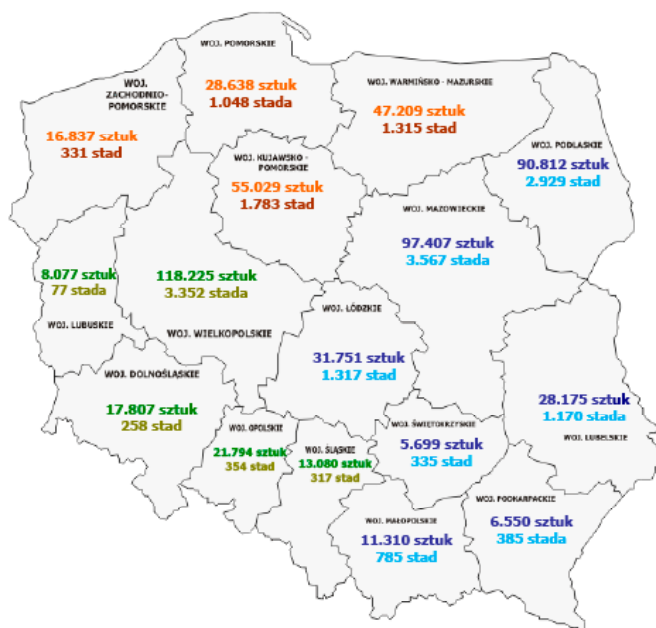 WOJ. POMORSKIE
28.638 sztuk
1.048 stada
WOJ.
ZACHODNIO-
POMORSKIE
16.837 sztuk
331 stad
WOJ. WARMIŃSKO - MAZURSKIE
47.209 sztuk
1.315 stad
WOJ. KUJAWSKO -
POMORSKIE
55.029 sztuk
1.783 stad
WOJ. PODLASKIE
90.812 sztuk
2.929 stad
WOJ. MAZOWIECKIE
97.407 sztuk
3.567 stada
8.077 sztuk
77 stada
WOJ. LUBUSKIE
118.225 sztuk
3.352 stada
WOJ. WIELKOPOLSKIE
WOJ. ŁÓDZKIE
31.751 sztuk
1.317 stad
WOJ. DOLNOŚLĄSKIE
17.807 sztuk
258 stad
28.175 sztuk
1.170 stada
WOJ. LUBELSKIE
WOJ. OPOLSKIE
21.794 sztuk
354 stad
WOJ. ŚLĄSKIE
13.080 sztuk
317 stad
WOJ. ŚWIĘTOKRZYSKIE
5.699 sztuk
335 stad
WOJ. PODKARPACKIE
6.550 sztuk
385 stada
WOJ. MAŁOPOLSKIE
11.310 sztuk
785 stad